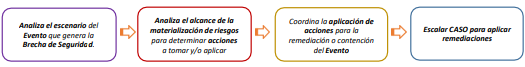 Analiza el escenario del
Evento que genera la
Brecha de Seguridad.
Analiza el alcance de la
materialización de riesgos
para determinar acciones
a tomar y/o aplicar
Coordina la aplicación de
acciones para la
remediación o contención
del Evento
Escalar CASO para aplicar
remediaciones